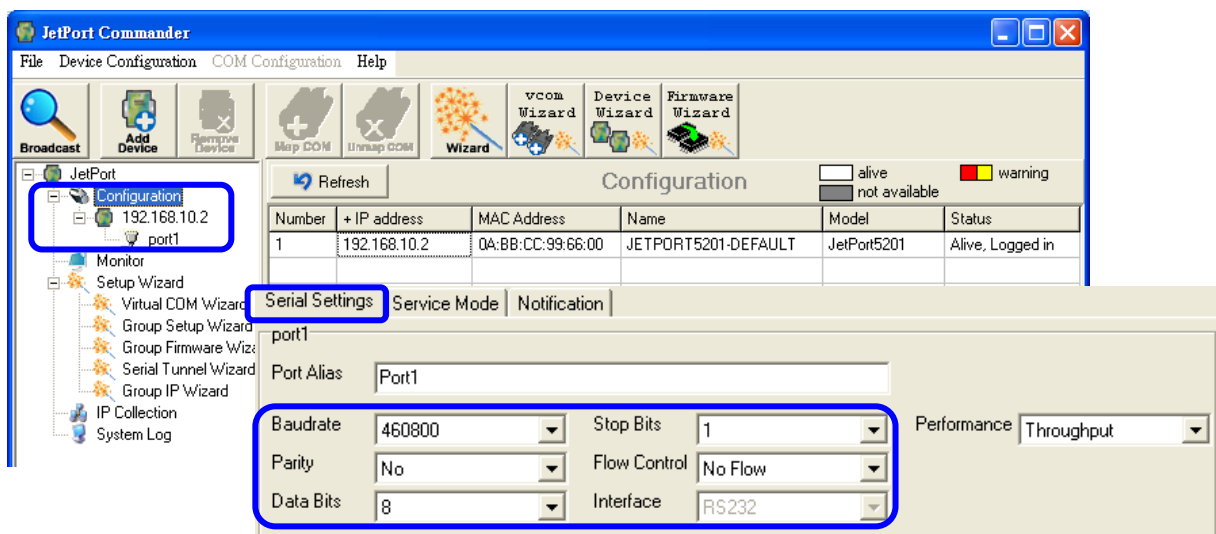 JetPort Commander
File Device Configuration COM Configuration Help
Broadcast Add Device Remove Device Map COM Unmap COM Wizard vcom Wizard Device Wizard Firmware Wizard
JetPort
Configuration
192.168.10.2
port1
Monitor
Setup Wizard
Virtual COM Wizard
Group Setup Wizard
Group Firmware Wiza
Serial Tunnel Wizard
Group IP Wizard
IP Collection
System Log
Refresh Configuration alive warning
not available
Number + IP address MAC Address Name Model Status
1 192.168.10.2 0A:BB:CC:99:66:00 JETPORT5201-DEFAULT JetPort5201 Alive, Logged in
Serial Settings Service Mode Notification
port1
Port Alias Port1
Baudrate 460800 Stop Bits 1 Performance Throughput
Parity No Flow Control No Flow
Data Bits 8 Interface RS232